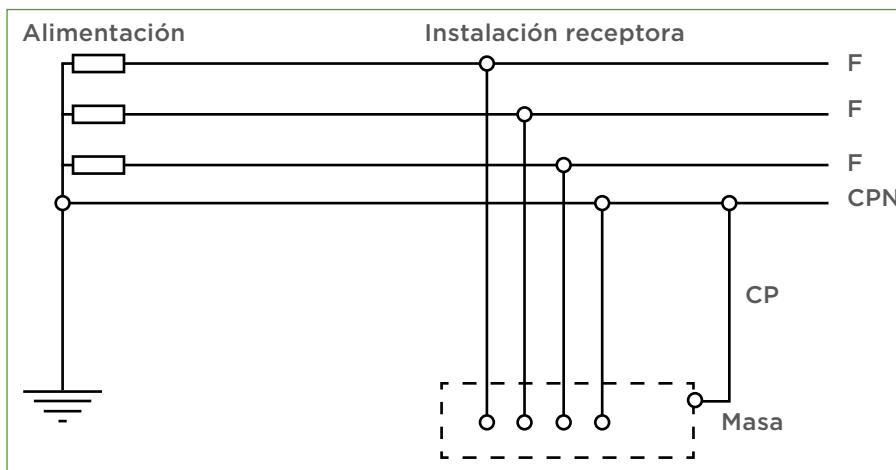 Alimentación
Instalación receptora
F
F
F
CPN
CP
Masa